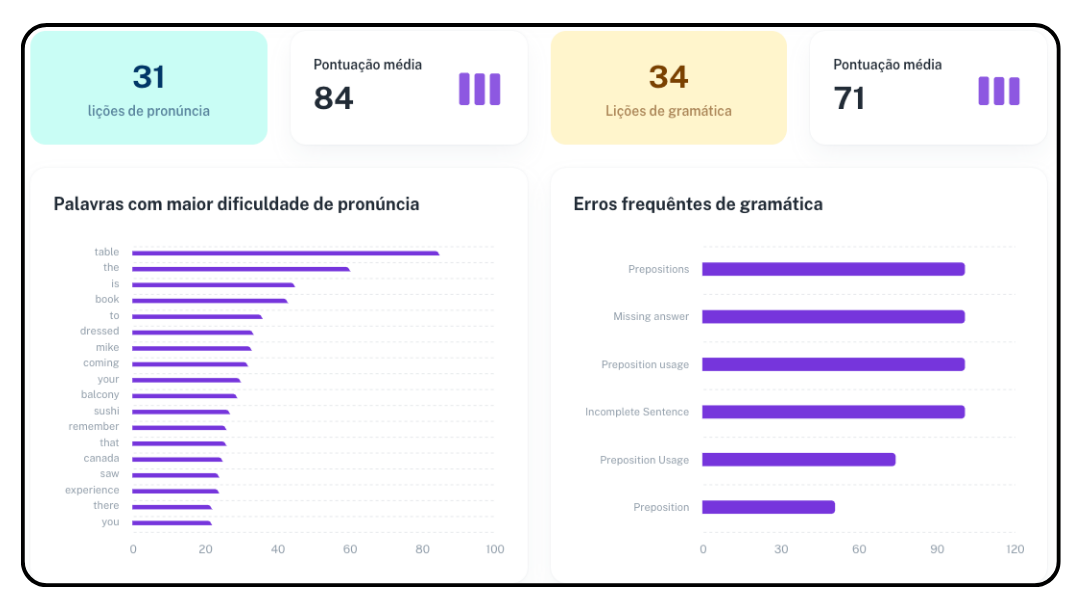 31
lições de pronúncia
Pontuação média
84
34
Lições de gramática
Pontuação média
71
Palavras com maior dificuldade de pronúncia
table
the
is
book
to
dressed
mike
coming
your
balcony
sushi
remember
that
canada
saw
experience
there
you
0 20 40 60 80 100
Erros frequêntes de gramática
Prepositions
Missing answer
Preposition usage
Incomplete Sentence
Preposition Usage
Preposition
0 30 60 90 120